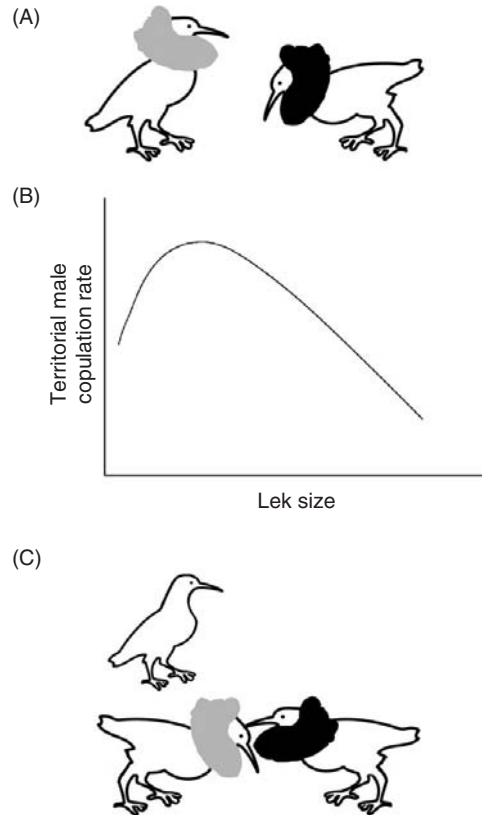 (A)
(B)
Territorial male
copulation rate
Lek size
(C)